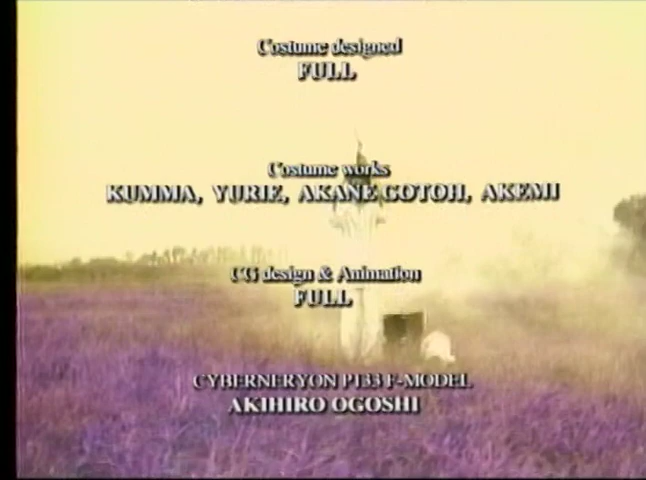 Costume designed
FULL
Costume works
KUMMA, YURIE, AKANE GOTOH, AKEMI
CG design & Animation
FULL
CYBERNERYON P133 F-MODEL
AKIHIRO OGOSHI